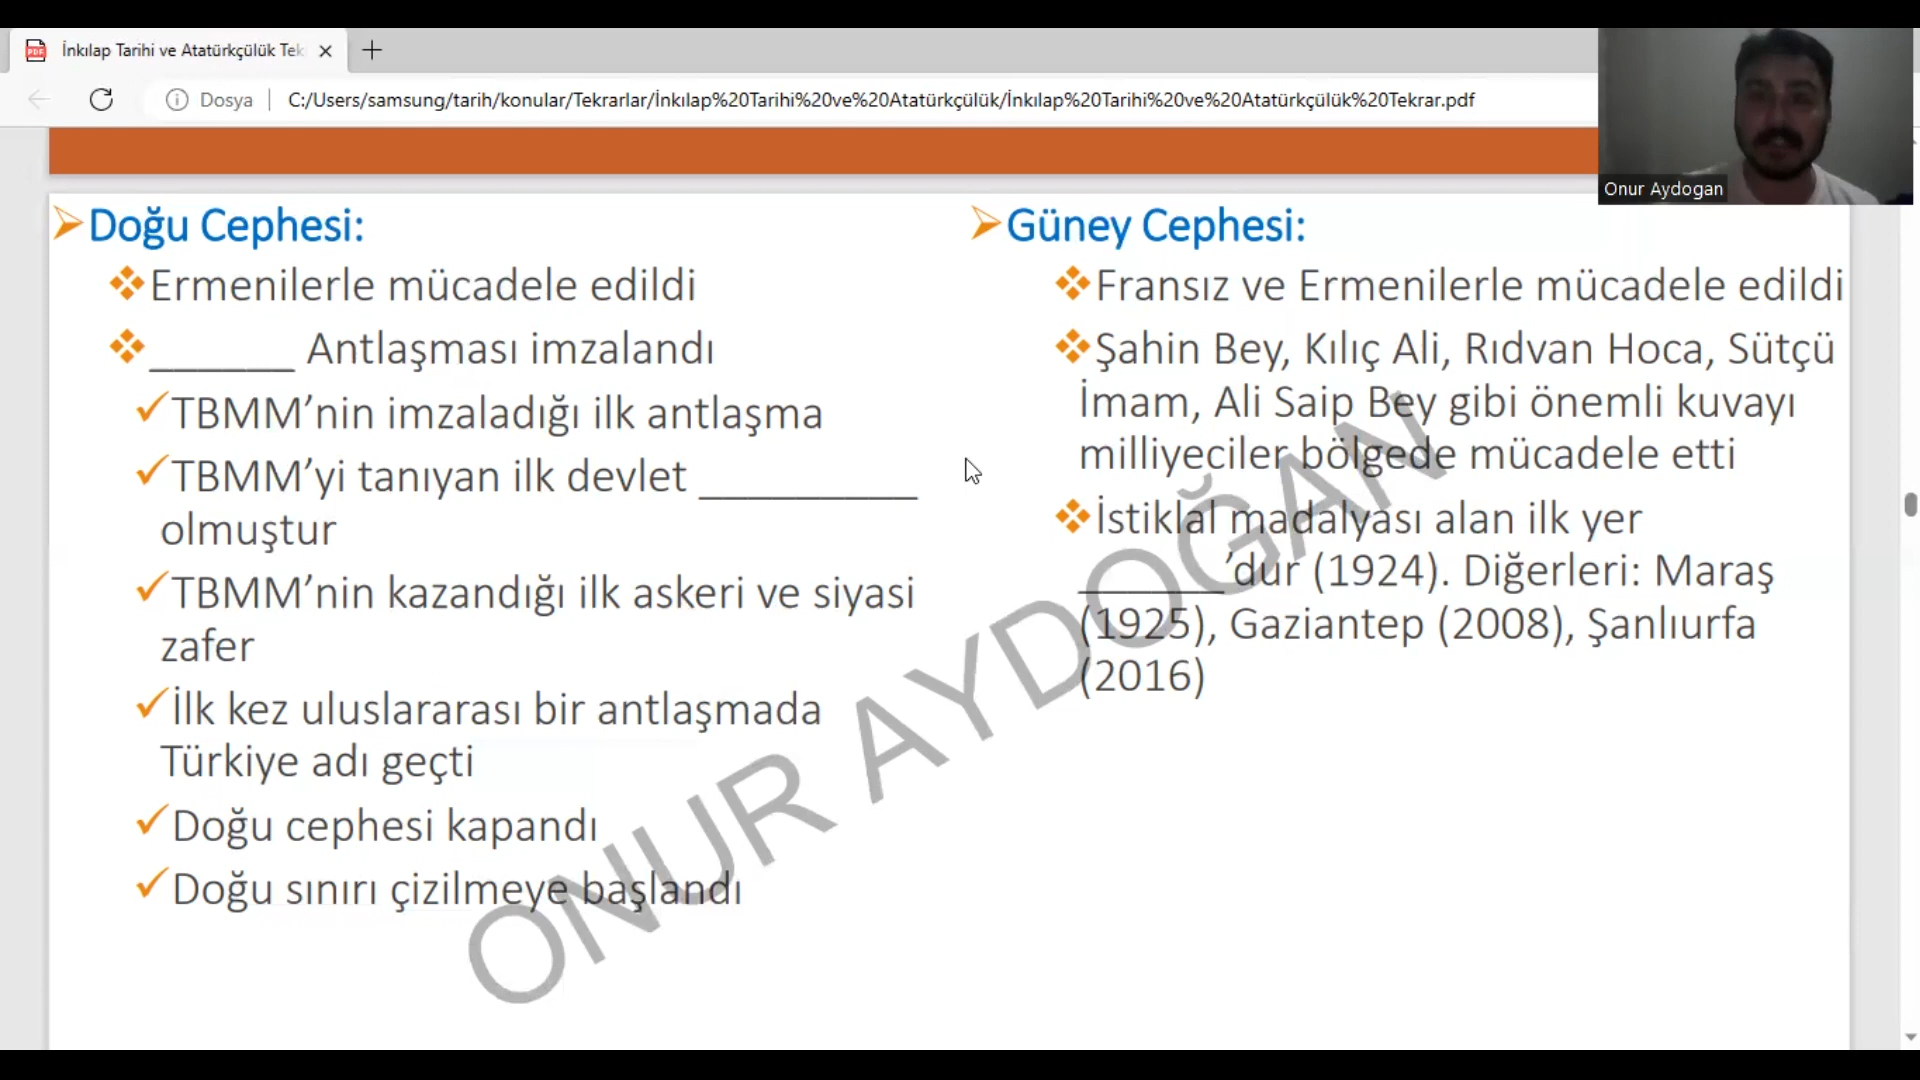 İnkılap Tarihi ve Atatürkçülük Tek
Dosya
C:/Users/samsung/tarih/konular/Tekrarlar/İnkılap%20Tarihi%20ve%20Atatürkçülük/İnkılap%20Tarihi%20ve%20Atatürkçülük%20Tekrar.pdf
Onur Aydogan
Doğu Cephesi:
Ermenilerle mücadele edildi
______ Antlaşması imzalandı
TBMM’nin imzaladığı ilk antlaşma
TBMM’yi tanıyan ilk devlet _________
olmuştur
TBMM’nin kazandığı ilk askeri ve siyasi
zafer
İlk kez uluslararası bir antlaşmada
Türkiye adı geçti
Doğu cephesi kapandı
Doğu sınırı çizilmeye başlandı
Güney Cephesi:
Fransız ve Ermenilerle mücadele edildi
Şahin Bey, Kılıç Ali, Rıdvan Hoca, Sütçü
İmam, Ali Saip Bey gibi önemli kuvayı
milliyeciler bölgede mücadele etti
İstiklal madalyası alan ilk yer
______’dur (1924). Diğerleri: Maraş
(1925), Gaziantep (2008), Şanlıurfa
(2016)
ONUR AYDOĞAN